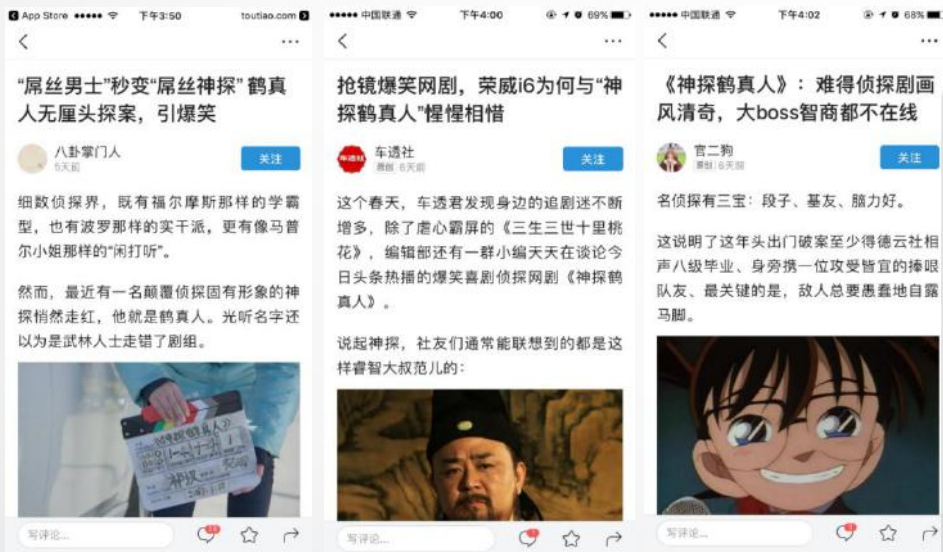 App Store
下午3:50
toutiao.com
“屌丝男士”秒变“屌丝神探” 鹤真
人无厘头探案，引爆笑
八卦掌门人
5天前
关注
细数侦探界，既有福尔摩斯那样的学霸
型，也有波罗那样的实干派，更有像马普
尔小姐那样的“闲打听”。
然而，最近有一名颠覆侦探固有形象的神
探悄然走红，他就是鹤真人。光听名字还
以为是武林人士走错了剧组。
写评论...
中国联通
下午4:00
69%
抢镜爆笑网剧，荣威i6为何与“神
探鹤真人”惺惺相惜
车透社
车透社
原创 6天前
关注
这个春天，车透君发现身边的追剧迷不断
增多，除了虐心霸屏的《三生三世十里桃
花》，编辑部还有一群小编天天在谈论今
日头条热播的爆笑喜剧侦探网剧《神探鹤
真人》。
说起神探，社友们通常能联想到的都是这
样睿智大叔范儿的：
写评论...
中国联通
下午4:02
68%
《神探鹤真人》：难得侦探剧画
风清奇，大boss智商都不在线
官二狗
原创 6天前
关注
名侦探有三宝：段子、基友、脑力好。
这说明了这年头出门破案至少得德云社相
声八级毕业、身旁携一位攻受皆宜的捧哏
队友、最关键的是，敌人总要愚蠢地自露
马脚。
写评论...